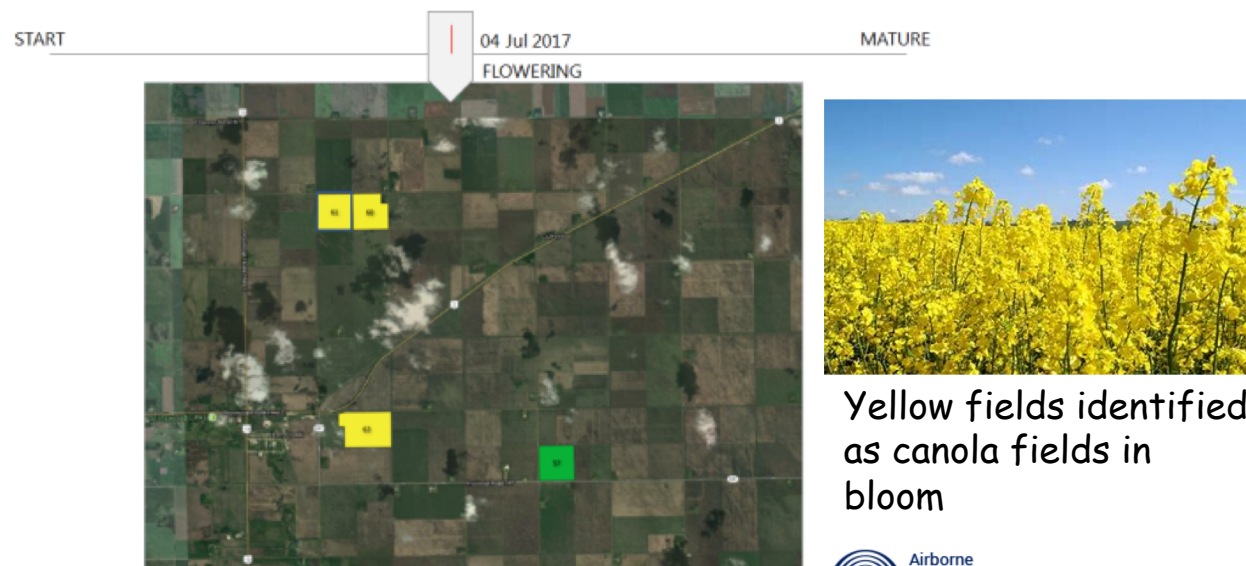 START
04 Jul 2017
MATURE
FLOWERING
Yellow fields identified
as canola fields in
bloom
Airborne